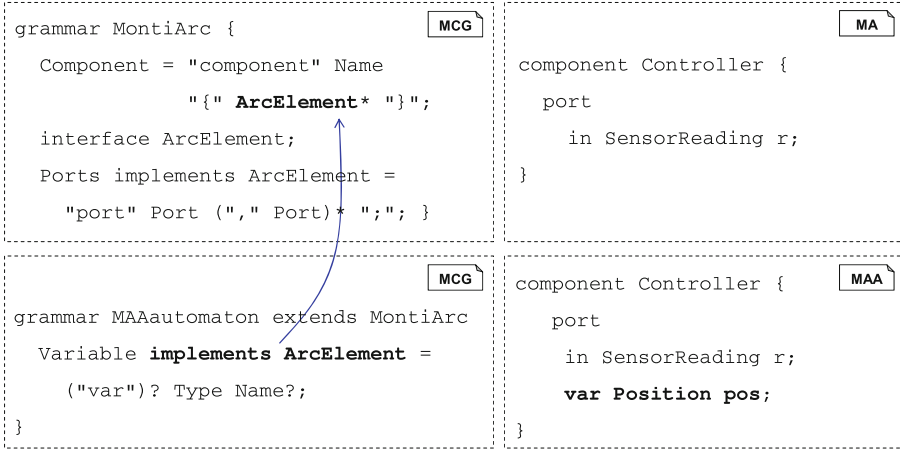 MCG
grammar MontiArc {
Component = "component" Name
"{" ArcElement* "}";
interface ArcElement;
Ports implements ArcElement =
"port" Port ("," Port)* ";"; }
MA
component Controller {
port
in SensorReading r;
}
MCG
grammar MAAautomaton extends MontiArc
Variable implements ArcElement =
("var")? Type Name?;
}
MAA
component Controller {
port
in SensorReading r;
var Position pos;
}